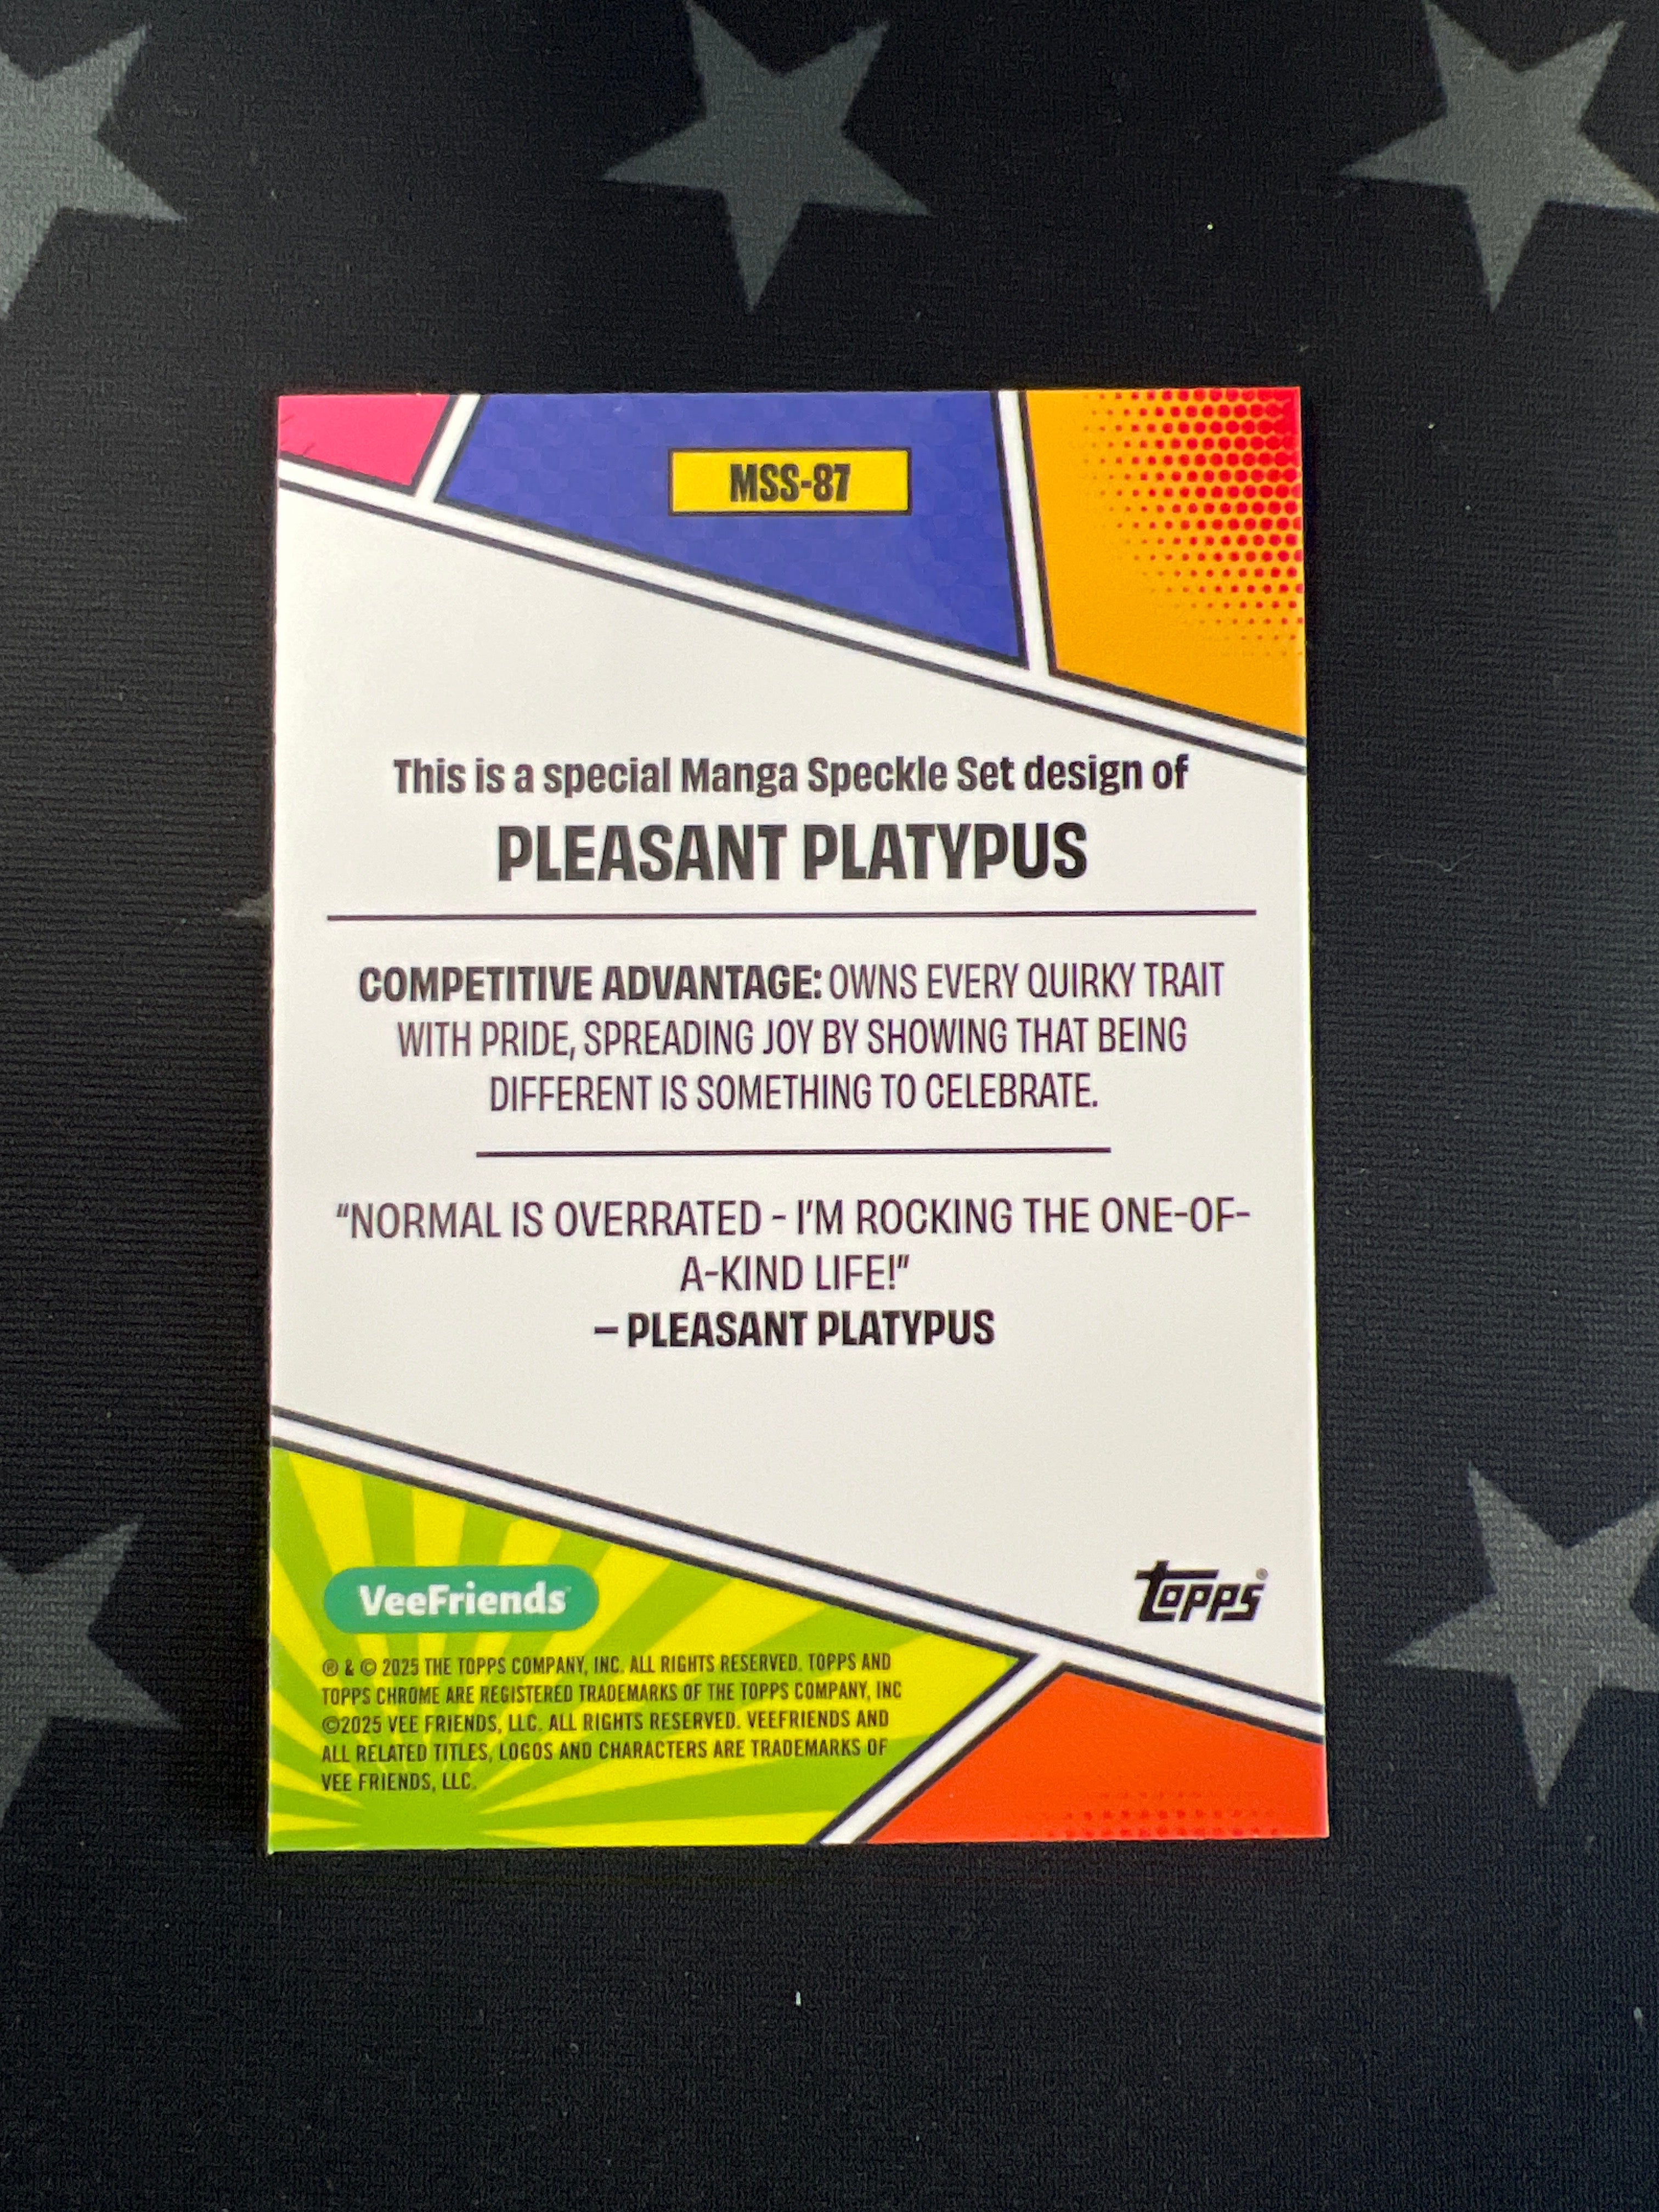 MSS-87
This is a special Manga Speckle Set design of
PLEASANT PLATYPUS
COMPETITIVE ADVANTAGE: OWNS EVERY QUIRKY TRAIT
WITH PRIDE, SPREADING JOY BY SHOWING THAT BEING
DIFFERENT IS SOMETHING TO CELEBRATE.
“NORMAL IS OVERRATED - I’M ROCKING THE ONE-OF-
A-KIND LIFE!”
– PLEASANT PLATYPUS
topps®
VeeFriends
® & © 2025 THE TOPPS COMPANY, INC. ALL RIGHTS RESERVED. TOPPS AND
TOPPS CHROME ARE REGISTERED TRADEMARKS OF THE TOPPS COMPANY, INC
©2025 VEE FRIENDS, LLC. ALL RIGHTS RESERVED. VEEFRIENDS AND
ALL RELATED TITLES, LOGOS AND CHARACTERS ARE TRADEMARKS OF
VEE FRIENDS, LLC.